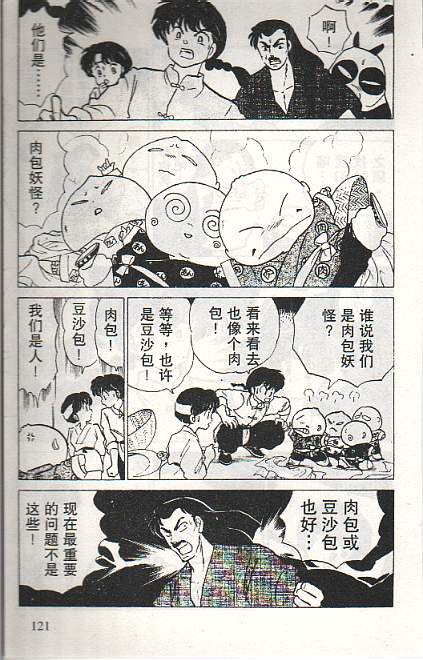 啊！
他们是……
肉包妖怪？
肉
谁说我们
是肉包妖
怪？
看来看去
也像个肉
包！
等等，也许
是豆沙包！
肉包！
豆沙包！
我们是人！
肉包或
豆沙包
也好…
现在最重要
的问题不是
这些！
121